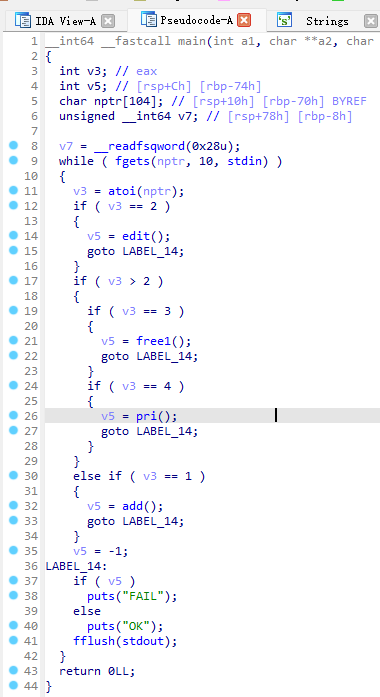 IDA View-A Pseudocode-A Strings
1 __int64 __fastcall main(int a1, char **a2, char
2 {
3 int v3; // eax
4 int v5; // [rsp+Ch] [rbp-74h]
5 char nptr[104]; // [rsp+10h] [rbp-70h] BYREF
6 unsigned __int64 v7; // [rsp+78h] [rbp-8h]
7
8 v7 = __readfsqword(0x28u);
9 while ( fgets(nptr, 10, stdin) )
10 {
11 v3 = atoi(nptr);
12 if ( v3 == 2 )
13 {
14 v5 = edit();
15 goto LABEL_14;
16 }
17 if ( v3 > 2 )
18 {
19 if ( v3 == 3 )
20 {
21 v5 = free1();
22 goto LABEL_14;
23 }
24 if ( v3 == 4 )
25 {
26 v5 = pri();
27 goto LABEL_14;
28 }
29 }
30 else if ( v3 == 1 )
31 {
32 v5 = add();
33 goto LABEL_14;
34 }
35 v5 = -1;
36 LABEL_14:
37 if ( v5 )
38 puts("FAIL");
39 else
40 puts("OK");
41 fflush(stdout);
42 }
43 return 0LL;
44 }